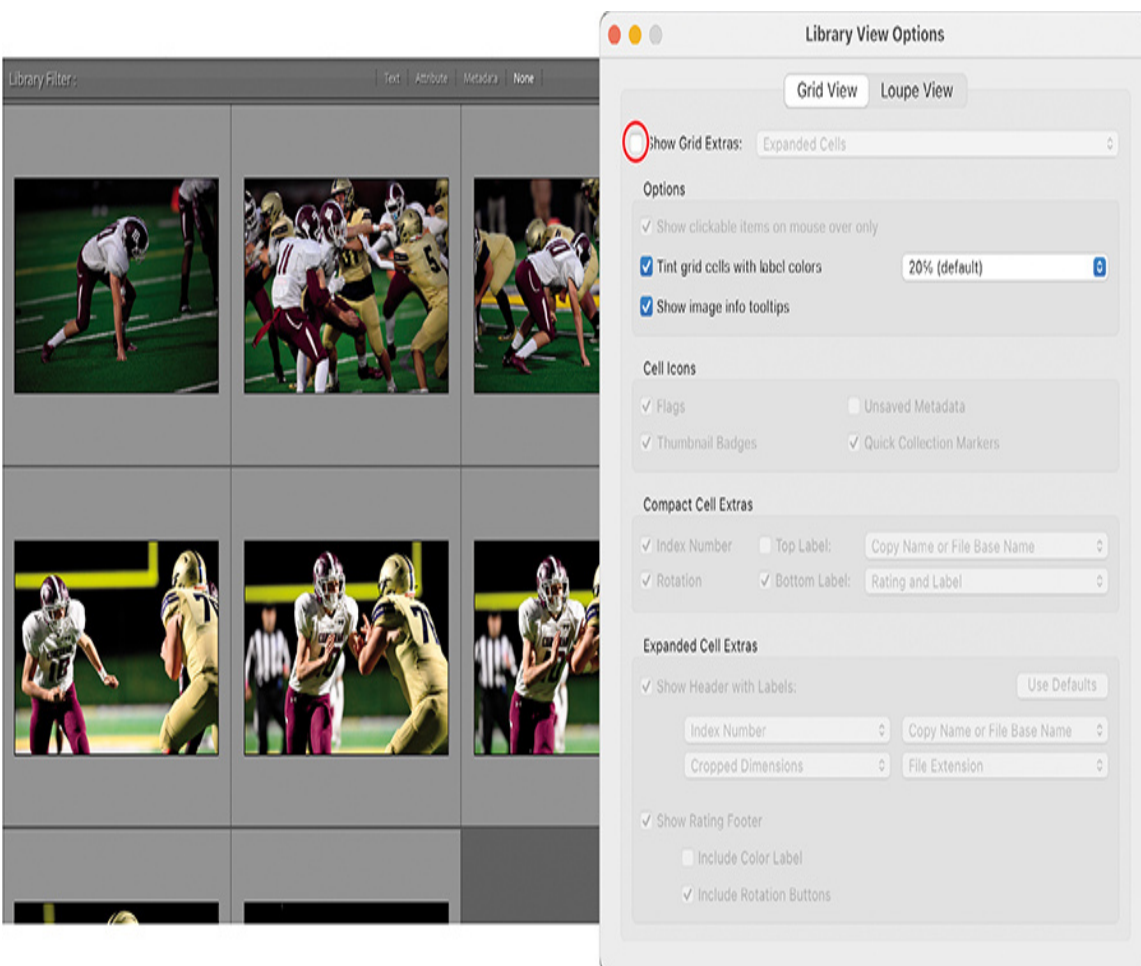 Library View Options
Library Filter:
Text Attribute Metadata None
Grid View Loupe View
Show Grid Extras: Expanded Cells
Options
Show clickable items on mouse over only
Tint grid cells with label colors 20% (default)
Show image info tooltips
Cell Icons
Flags Unsaved Metadata
Thumbnail Badges Quick Collection Markers
Compact Cell Extras
Index Number Top Label: Copy Name or File Base Name
Rotation Bottom Label: Rating and Label
Expanded Cell Extras
Show Header with Labels: Use Defaults
Index Number Copy Name or File Base Name
Cropped Dimensions File Extension
Show Rating Footer
Include Color Label
Include Rotation Buttons
11
5
10
7